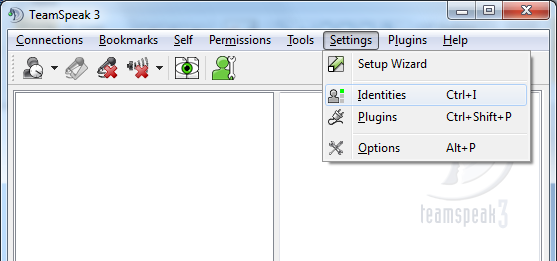 TeamSpeak 3
Connections Bookmarks Self Permissions Tools Settings Plugins Help
Setup Wizard
Identities Ctrl+I
Plugins Ctrl+Shift+P
Options Alt+P
teamspeak 3